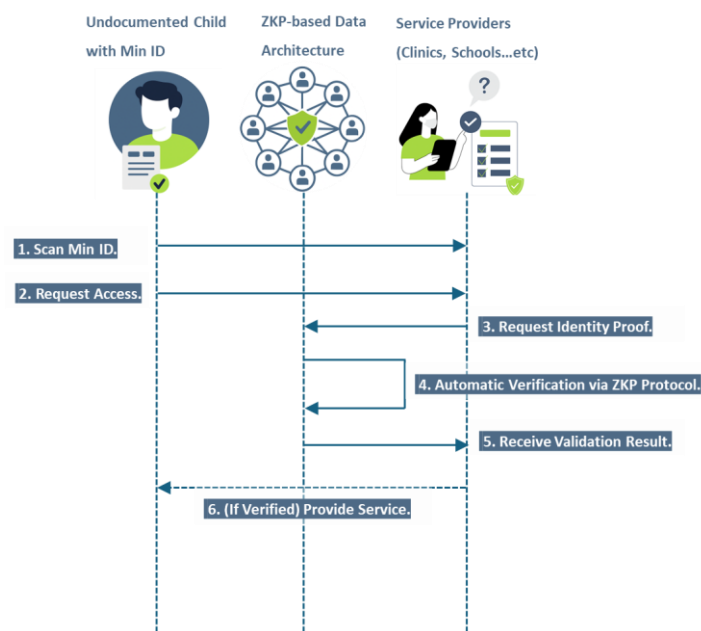 Undocumented Child
with Min ID
ZKP-based Data
Architecture
Service Providers
(Clinics, Schools...etc)
?
1. Scan Min ID.
2. Request Access.
3. Request Identity Proof.
4. Automatic Verification via ZKP Protocol.
5. Receive Validation Result.
6. (If Verified) Provide Service.